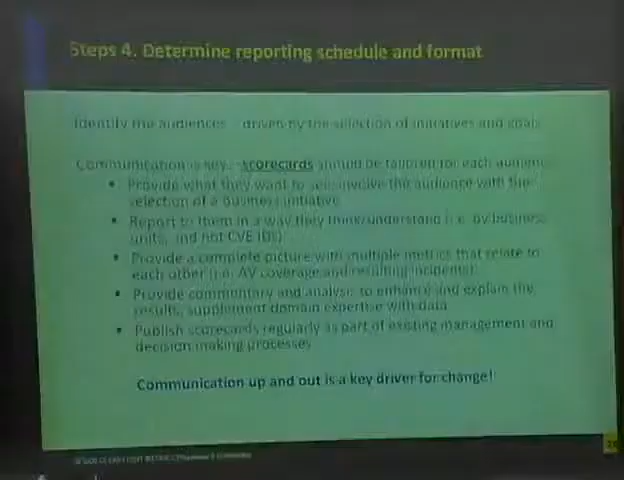 Steps 4. Determine reporting schedule and format
Identify the audiences driven by the selection of initiatives and goals
Communication is key, scorecards should be tailored for each audience
• Provide what they want to see involve the audience with the
selection of a Business initiative
• Report to them in a way they think/understand (i.e. by business
units, and not CVE IDs)
• Provide a complete picture with multiple metrics that relate to
each other (i.e. AV coverage and resulting incidents)
• Provide commentary and analysis to enhance and explain the
results, supplement domain expertise with data
• Publish scorecards regularly as part of existing management and
decision making processes
Communication up and out is a key driver for change!